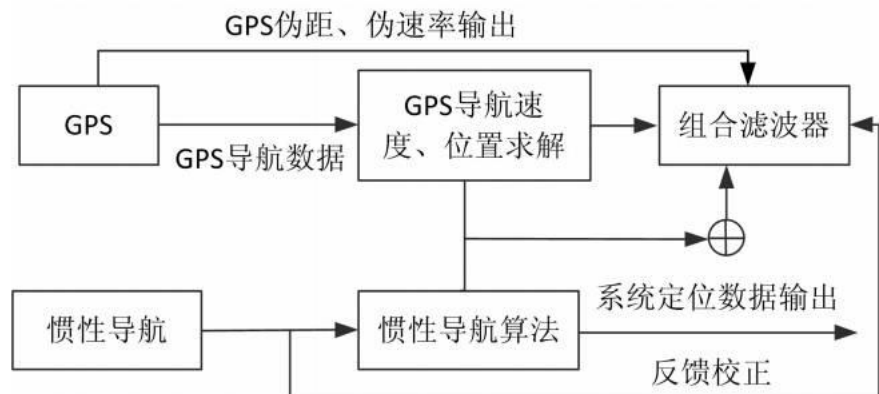 GPS伪距、伪速率输出
GPS
GPS导航数据
GPS导航速
度、位置求解
组合滤波器
惯性导航
惯性导航算法
系统定位数据输出
反馈校正